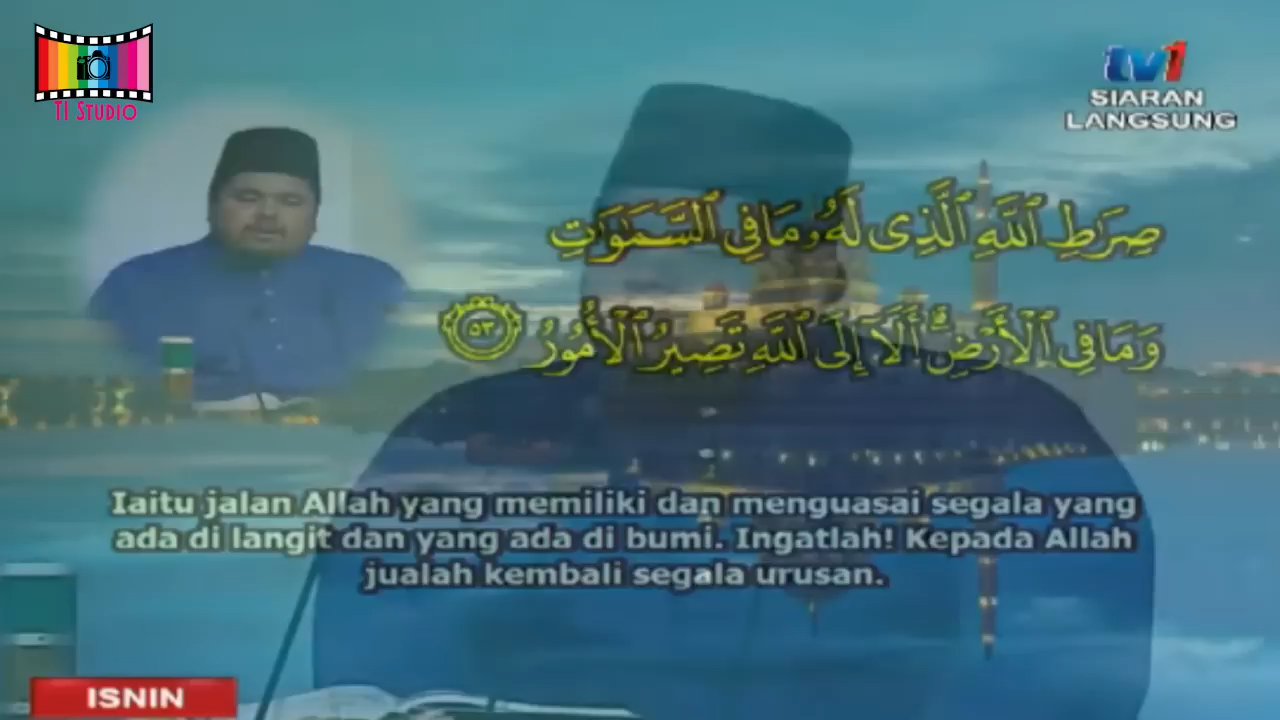 TI STUDIO
tv1
SIARAN
LANGSUNG
صِرَٰطِ ٱللَّهِ ٱلَّذِى لَهُۥ مَا فِى ٱلسَّمَـٰوَٰتِ
وَمَا فِى ٱلْأَرْضِ ۗ أَلَآ إِلَى ٱللَّهِ تَصِيرُ ٱلْأُمُورُ ٥٣
Iaitu jalan Allah yang memiliki dan menguasai segala yang
ada di langit dan yang ada di bumi. Ingatlah! Kepada Allah
jualah kembali segala urusan.
ISNIN